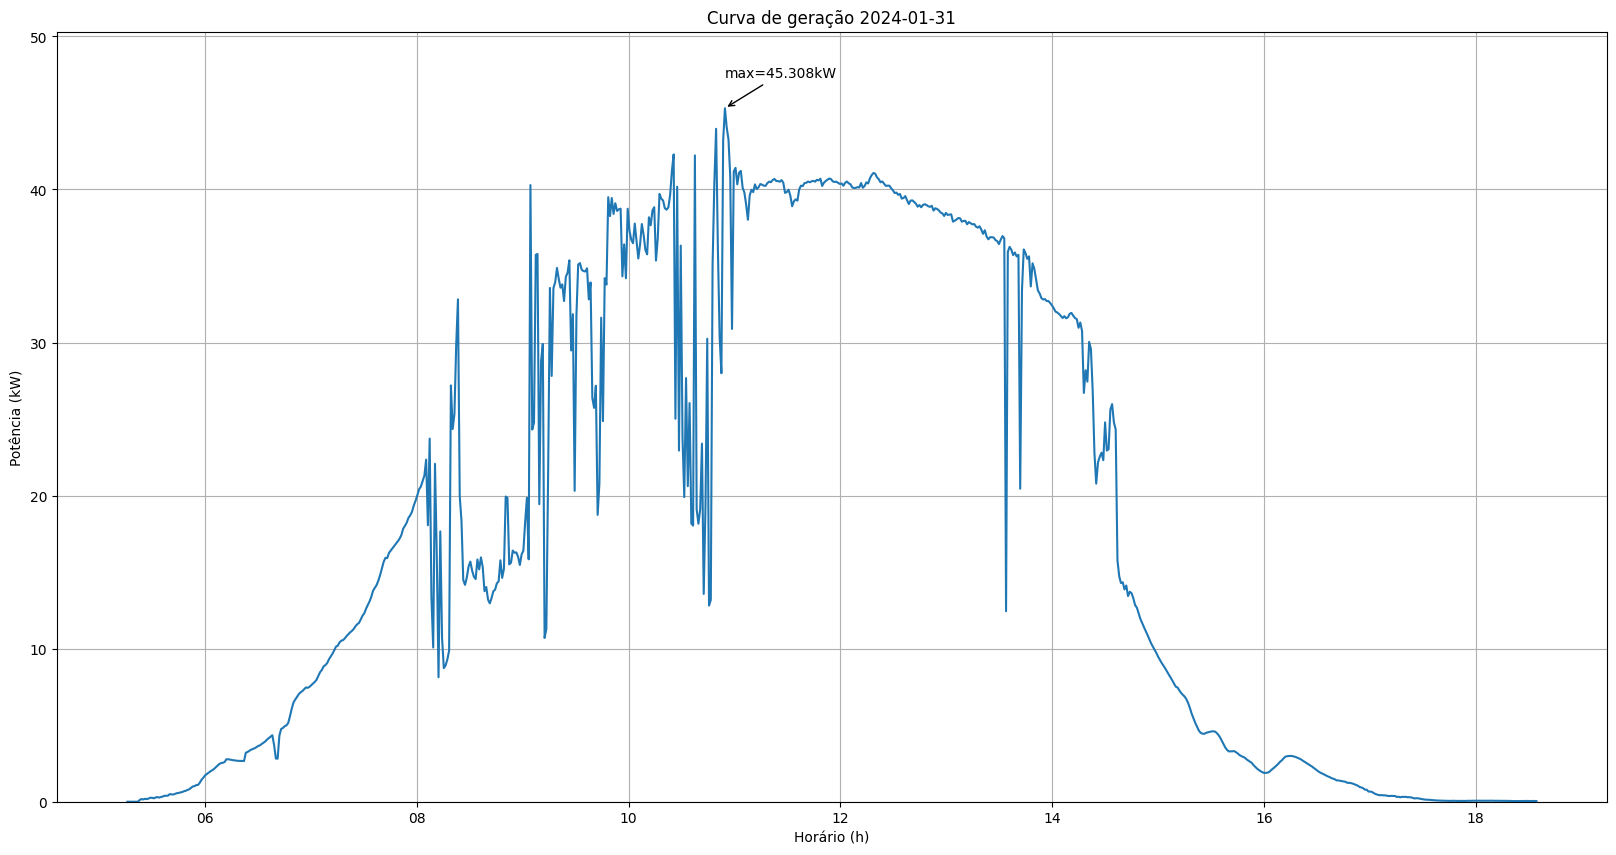 Curva de geração 2024-01-31
50
max=45.308kW
40
30
Potência (kW)
20
10
0
06 08 10 12 14 16 18
Horário (h)